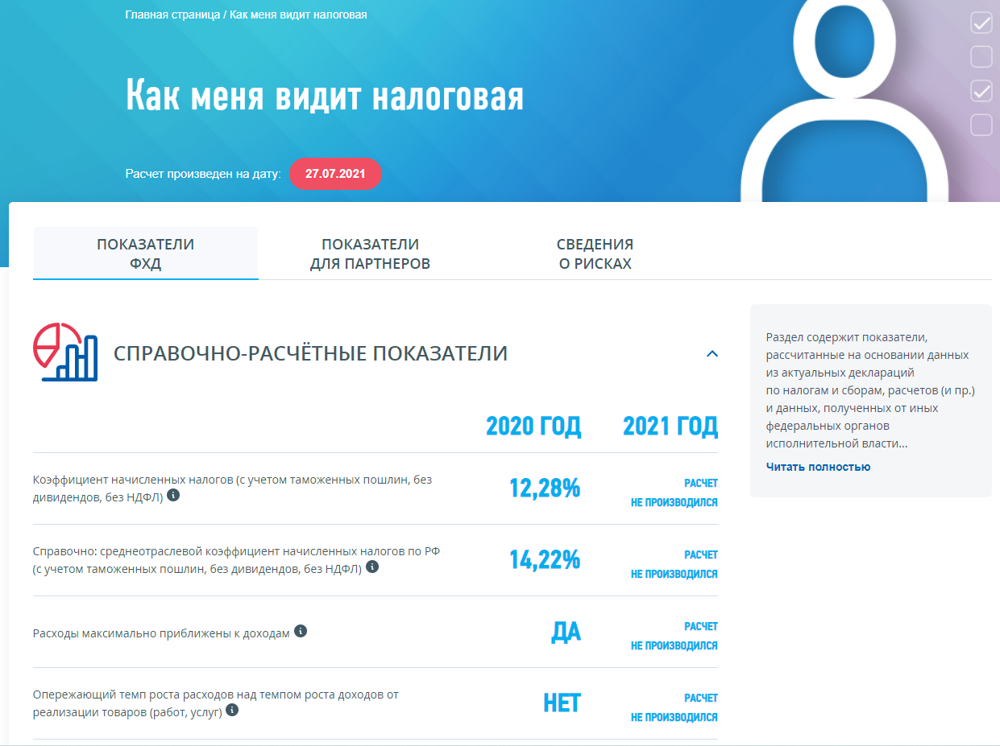 Главная страница / Как меня видит налоговая
Как меня видит налоговая
Расчет произведен на дату: 27.07.2021
ПОКАЗАТЕЛИ
ФХД
ПОКАЗАТЕЛИ
ДЛЯ ПАРТНЕРОВ
СВЕДЕНИЯ
О РИСКАХ
СПРАВОЧНО-РАСЧЁТНЫЕ ПОКАЗАТЕЛИ
2020 ГОД 2021 ГОД
Коэффициент начисленных налогов (с учетом таможенных пошлин, без
дивидендов, без НДФЛ)
12,28%
РАСЧЕТ
НЕ ПРОИЗВОДИЛСЯ
Справочно: среднеотраслевой коэффициент начисленных налогов по РФ
(с учетом таможенных пошлин, без дивидендов, без НДФЛ)
14,22%
РАСЧЕТ
НЕ ПРОИЗВОДИЛСЯ
Расходы максимально приближены к доходам
ДА
РАСЧЕТ
НЕ ПРОИЗВОДИЛСЯ
Опережающий темп роста расходов над темпом роста доходов от
реализации товаров (работ, услуг)
НЕТ
РАСЧЕТ
НЕ ПРОИЗВОДИЛСЯ
Раздел содержит показатели,
рассчитанные на основании данных
из актуальных деклараций
по налогам и сборам, расчетов (и пр.)
и данных, полученных от иных
федеральных органов
исполнительной власти...
Читать полностью